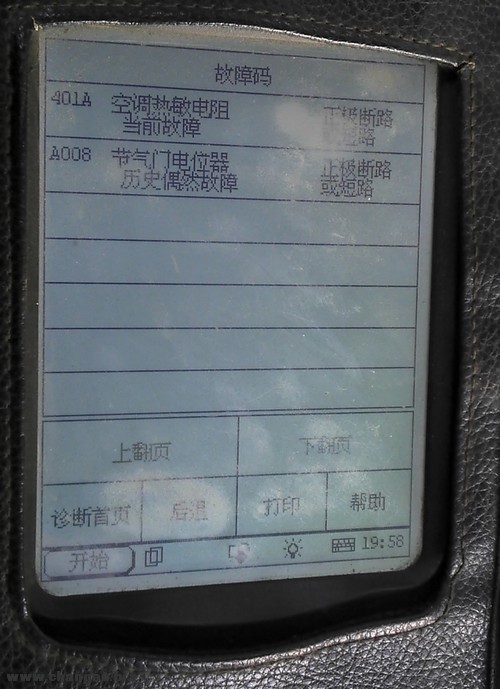 故障码
401A 空调热敏电阻 正极断路
当前故障 短路
A008 节气门电位器 正极断路
历史偶然故障 或短路
上翻页 下翻页
诊断首页 后退 打印 帮助
开始 19:58